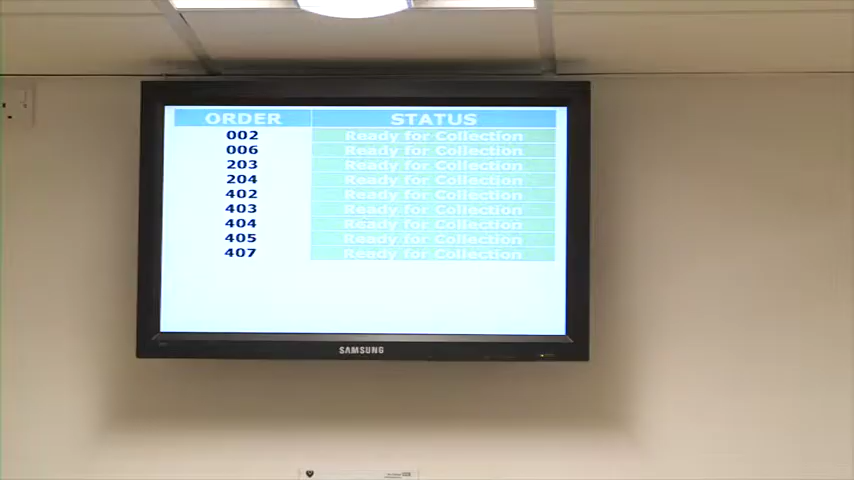 ORDER STATUS
002 Ready for Collection
006 Ready for Collection
203 Ready for Collection
204 Ready for Collection
402 Ready for Collection
403 Ready for Collection
404 Ready for Collection
405 Ready for Collection
407 Ready for Collection
SAMSUNG